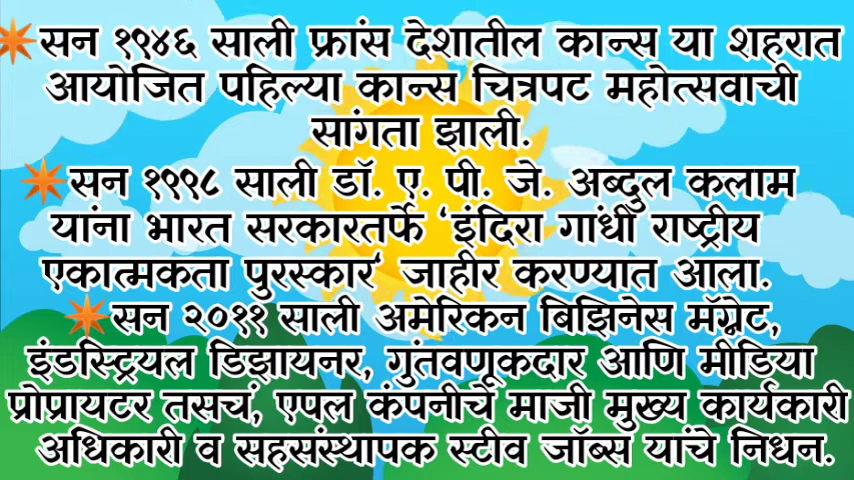 सन १९४६ साली फ्रांस देशातील कान्स या शहरात
आयोजित पहिल्या कान्स चित्रपट महोत्सवाची
सांगता झाली.
सन १९९८ साली डॉ. ए. पी. जे. अब्दुल कलाम
यांना भारत सरकारतर्फे ‘इंदिरा गांधी राष्ट्रीय
एकात्मकता पुरस्कार‘ जाहीर करण्यात आला.
सन २०११ साली अमेरिकन बिझिनेस मॅग्नेट,
इंडस्ट्रियल डिझायनर, गुंतवणूकदार आणि मीडिया
प्रोप्रायटर तसचं, एपल कंपनीचे माजी मुख्य कार्यकारी
अधिकारी व सहसंस्थापक स्टीव जॉब्स यांचे निधन.